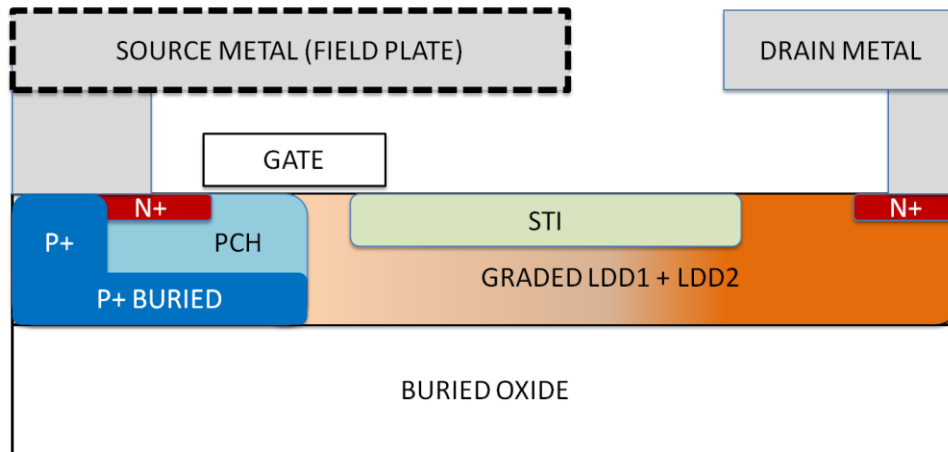 SOURCE METAL (FIELD PLATE)
DRAIN METAL
GATE
N+
N+
STI
P+
PCH
GRADED LDD1 + LDD2
P+ BURIED
BURIED OXIDE